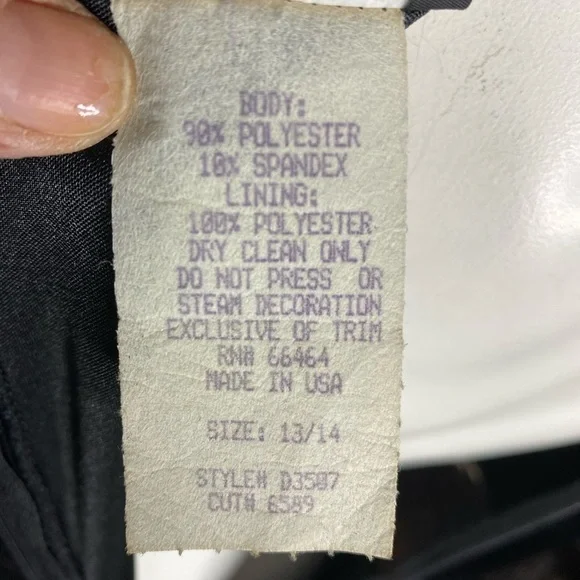 BODY:
90% POLYESTER
10% SPANDEX
LINING:
100% POLYESTER
DRY CLEAN ONLY
DO NOT PRESS OR
STEAM DECORATION
EXCLUSIVE OF TRIM
RN# 66464
MADE IN USA
SIZE: 13/14
STYLE# D3507
CUT# 6589